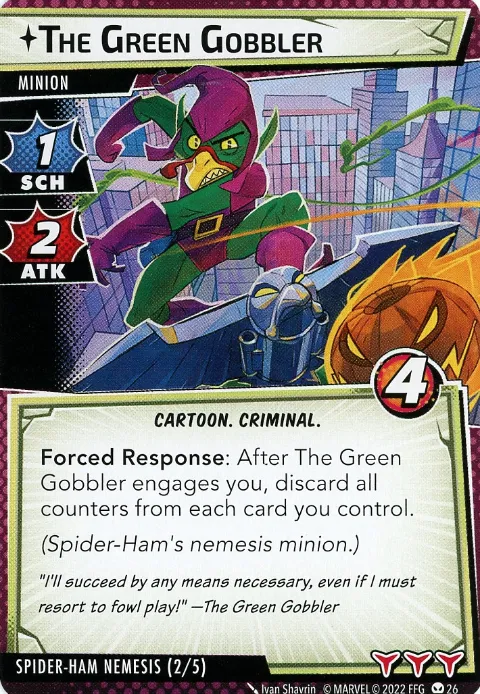 THE GREEN GOBBLER
MINION
1
SCH
2
ATK
4
CARTOON. CRIMINAL.
Forced Response: After The Green
Gobbler engages you, discard all
counters from each card you control.
(Spider-Ham's nemesis minion.)
"I'll succeed by any means necessary, even if I must
resort to fowl play!" —The Green Gobbler
SPIDER-HAM NEMESIS (2/5)
Ivan Shavrin © MARVEL © 2022 FFG 26